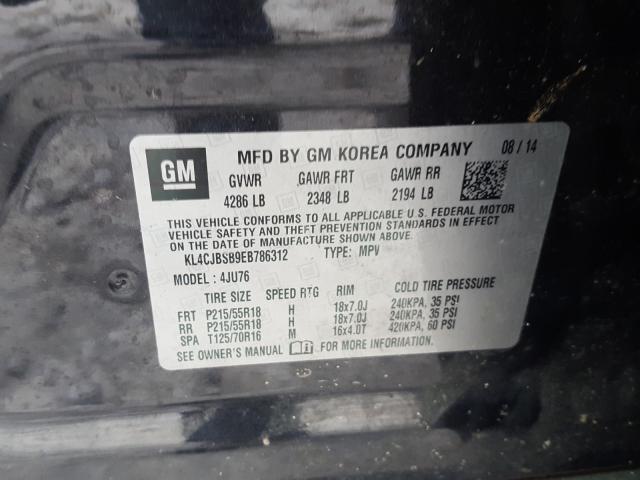 GM MFD BY GM KOREA COMPANY 08/14
GVWR GAWR FRT GAWR RR
4286 LB 2348 LB 2194 LB
THIS VEHICLE CONFORMS TO ALL APPLICABLE U.S. FEDERAL MOTOR
VEHICLE SAFETY AND THEFT PREVENTION STANDARDS IN EFFECT
ON THE DATE OF MANUFACTURE SHOWN ABOVE.
KL4CJBSB9EB786312 TYPE: MPV
MODEL: 4JU76
TIRE SIZE SPEED RTG RIM COLD TIRE PRESSURE
FRT P215/55R18 H 18x7.0J 240KPA, 35 PSI
RR P215/55R18 H 18x7.0J 240KPA, 35 PSI
SPA T125/70R16 M 16x4.0T 420KPA, 60 PSI
SEE OWNER'S MANUAL FOR MORE INFORMATION.